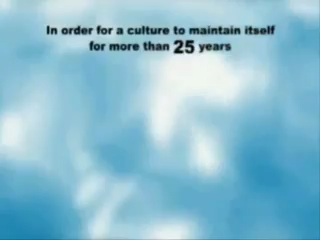 In order for a culture to maintain itself
for more than 25 years